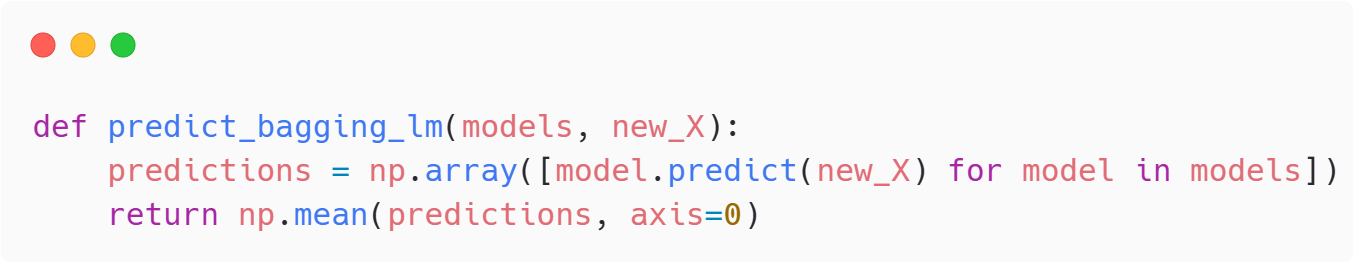 def predict_bagging_lm(models, new_X):
    predictions = np.array([model.predict(new_X) for model in models])
    return np.mean(predictions, axis=0)